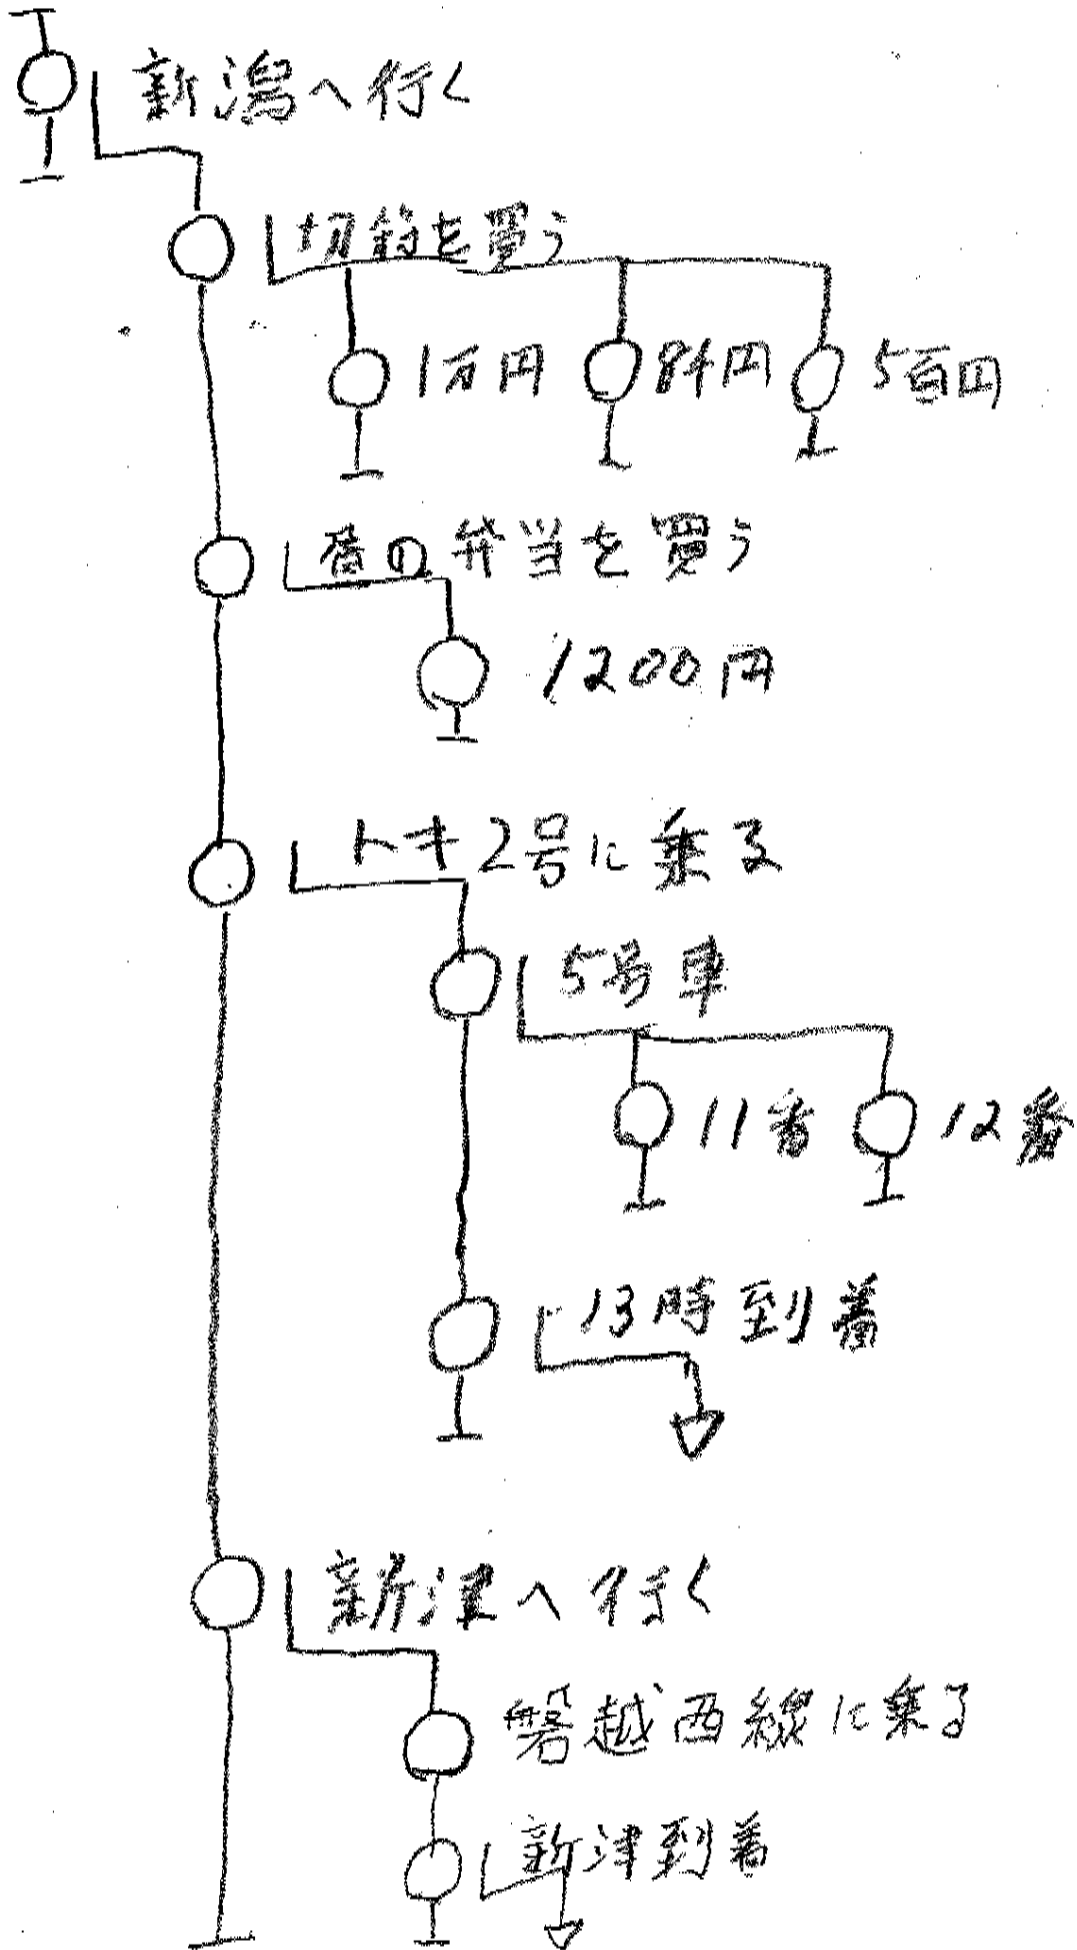 新潟へ行く
切符を買う
1万円 8千円 5百円
昼の弁当を買う
1200円
トキ2号に乗る
5号車
11番 12番
13時到着
新津へ行く
磐越西線に乗る
新津到着